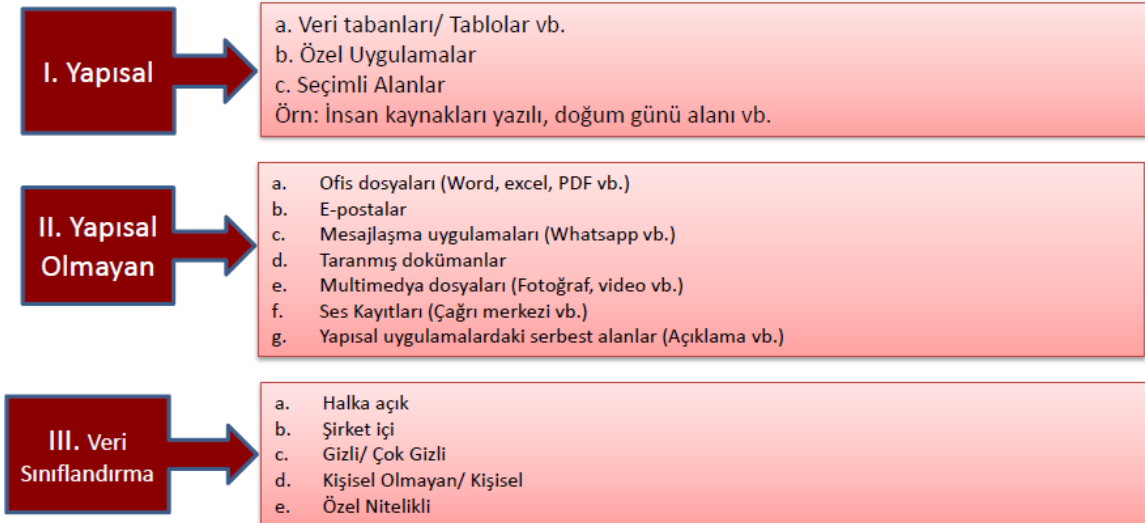 I. Yapısal
a. Veri tabanları/ Tablolar vb.
b. Özel Uygulamalar
c. Seçimli Alanlar
Örn: İnsan kaynakları yazılı, doğum günü alanı vb.
II. Yapısal
Olmayan
a. Ofis dosyaları (Word, excel, PDF vb.)
b. E-postalar
c. Mesajlaşma uygulamaları (Whatsapp vb.)
d. Taranmış dokümanlar
e. Multimedya dosyaları (Fotoğraf, video vb.)
f. Ses Kayıtları (Çağrı merkezi vb.)
g. Yapısal uygulamalardaki serbest alanlar (Açıklama vb.)
III. Veri
Sınıflandırma
a. Halka açık
b. Şirket içi
c. Gizli/ Çok Gizli
d. Kişisel Olmayan/ Kişisel
e. Özel Nitelikli